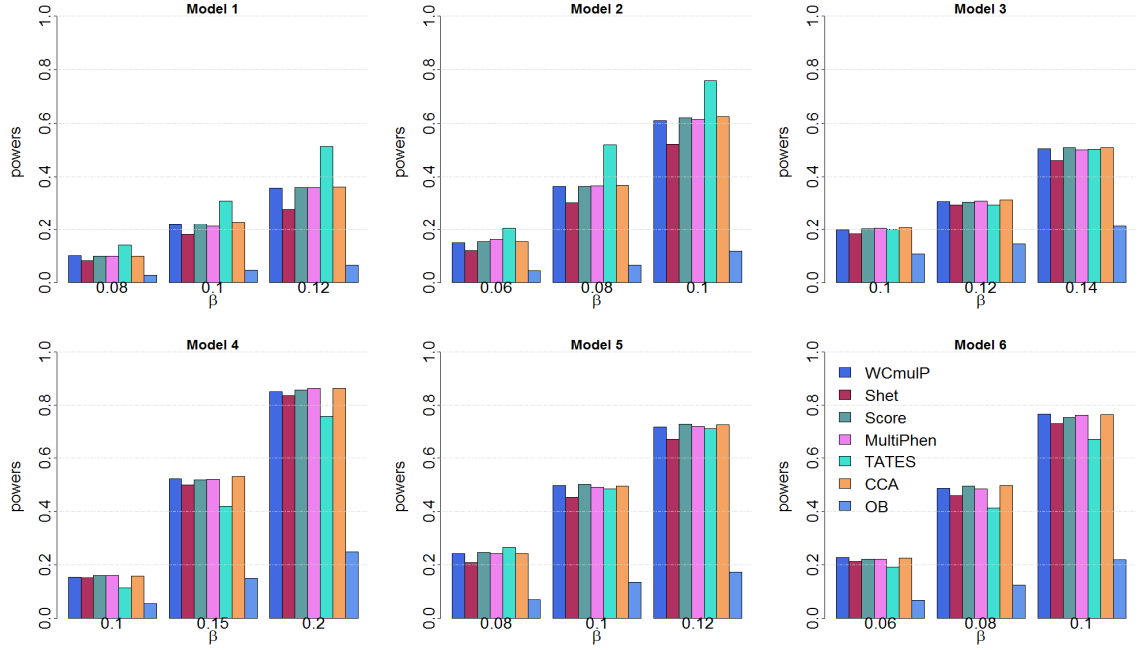 Model 1
powers
0.0 0.2 0.4 0.6 0.8 1.0
0.08 0.1 0.12
β
Model 2
powers
0.0 0.2 0.4 0.6 0.8 1.0
0.06 0.08 0.1
β
Model 3
powers
0.0 0.2 0.4 0.6 0.8 1.0
0.1 0.12 0.14
β
Model 4
powers
0.0 0.2 0.4 0.6 0.8 1.0
0.1 0.15 0.2
β
Model 5
powers
0.0 0.2 0.4 0.6 0.8 1.0
0.08 0.1 0.12
β
Model 6
powers
0.0 0.2 0.4 0.6 0.8 1.0
WCmulP
Shet
Score
MultiPhen
TATES
CCA
OB
0.06 0.08 0.1
β